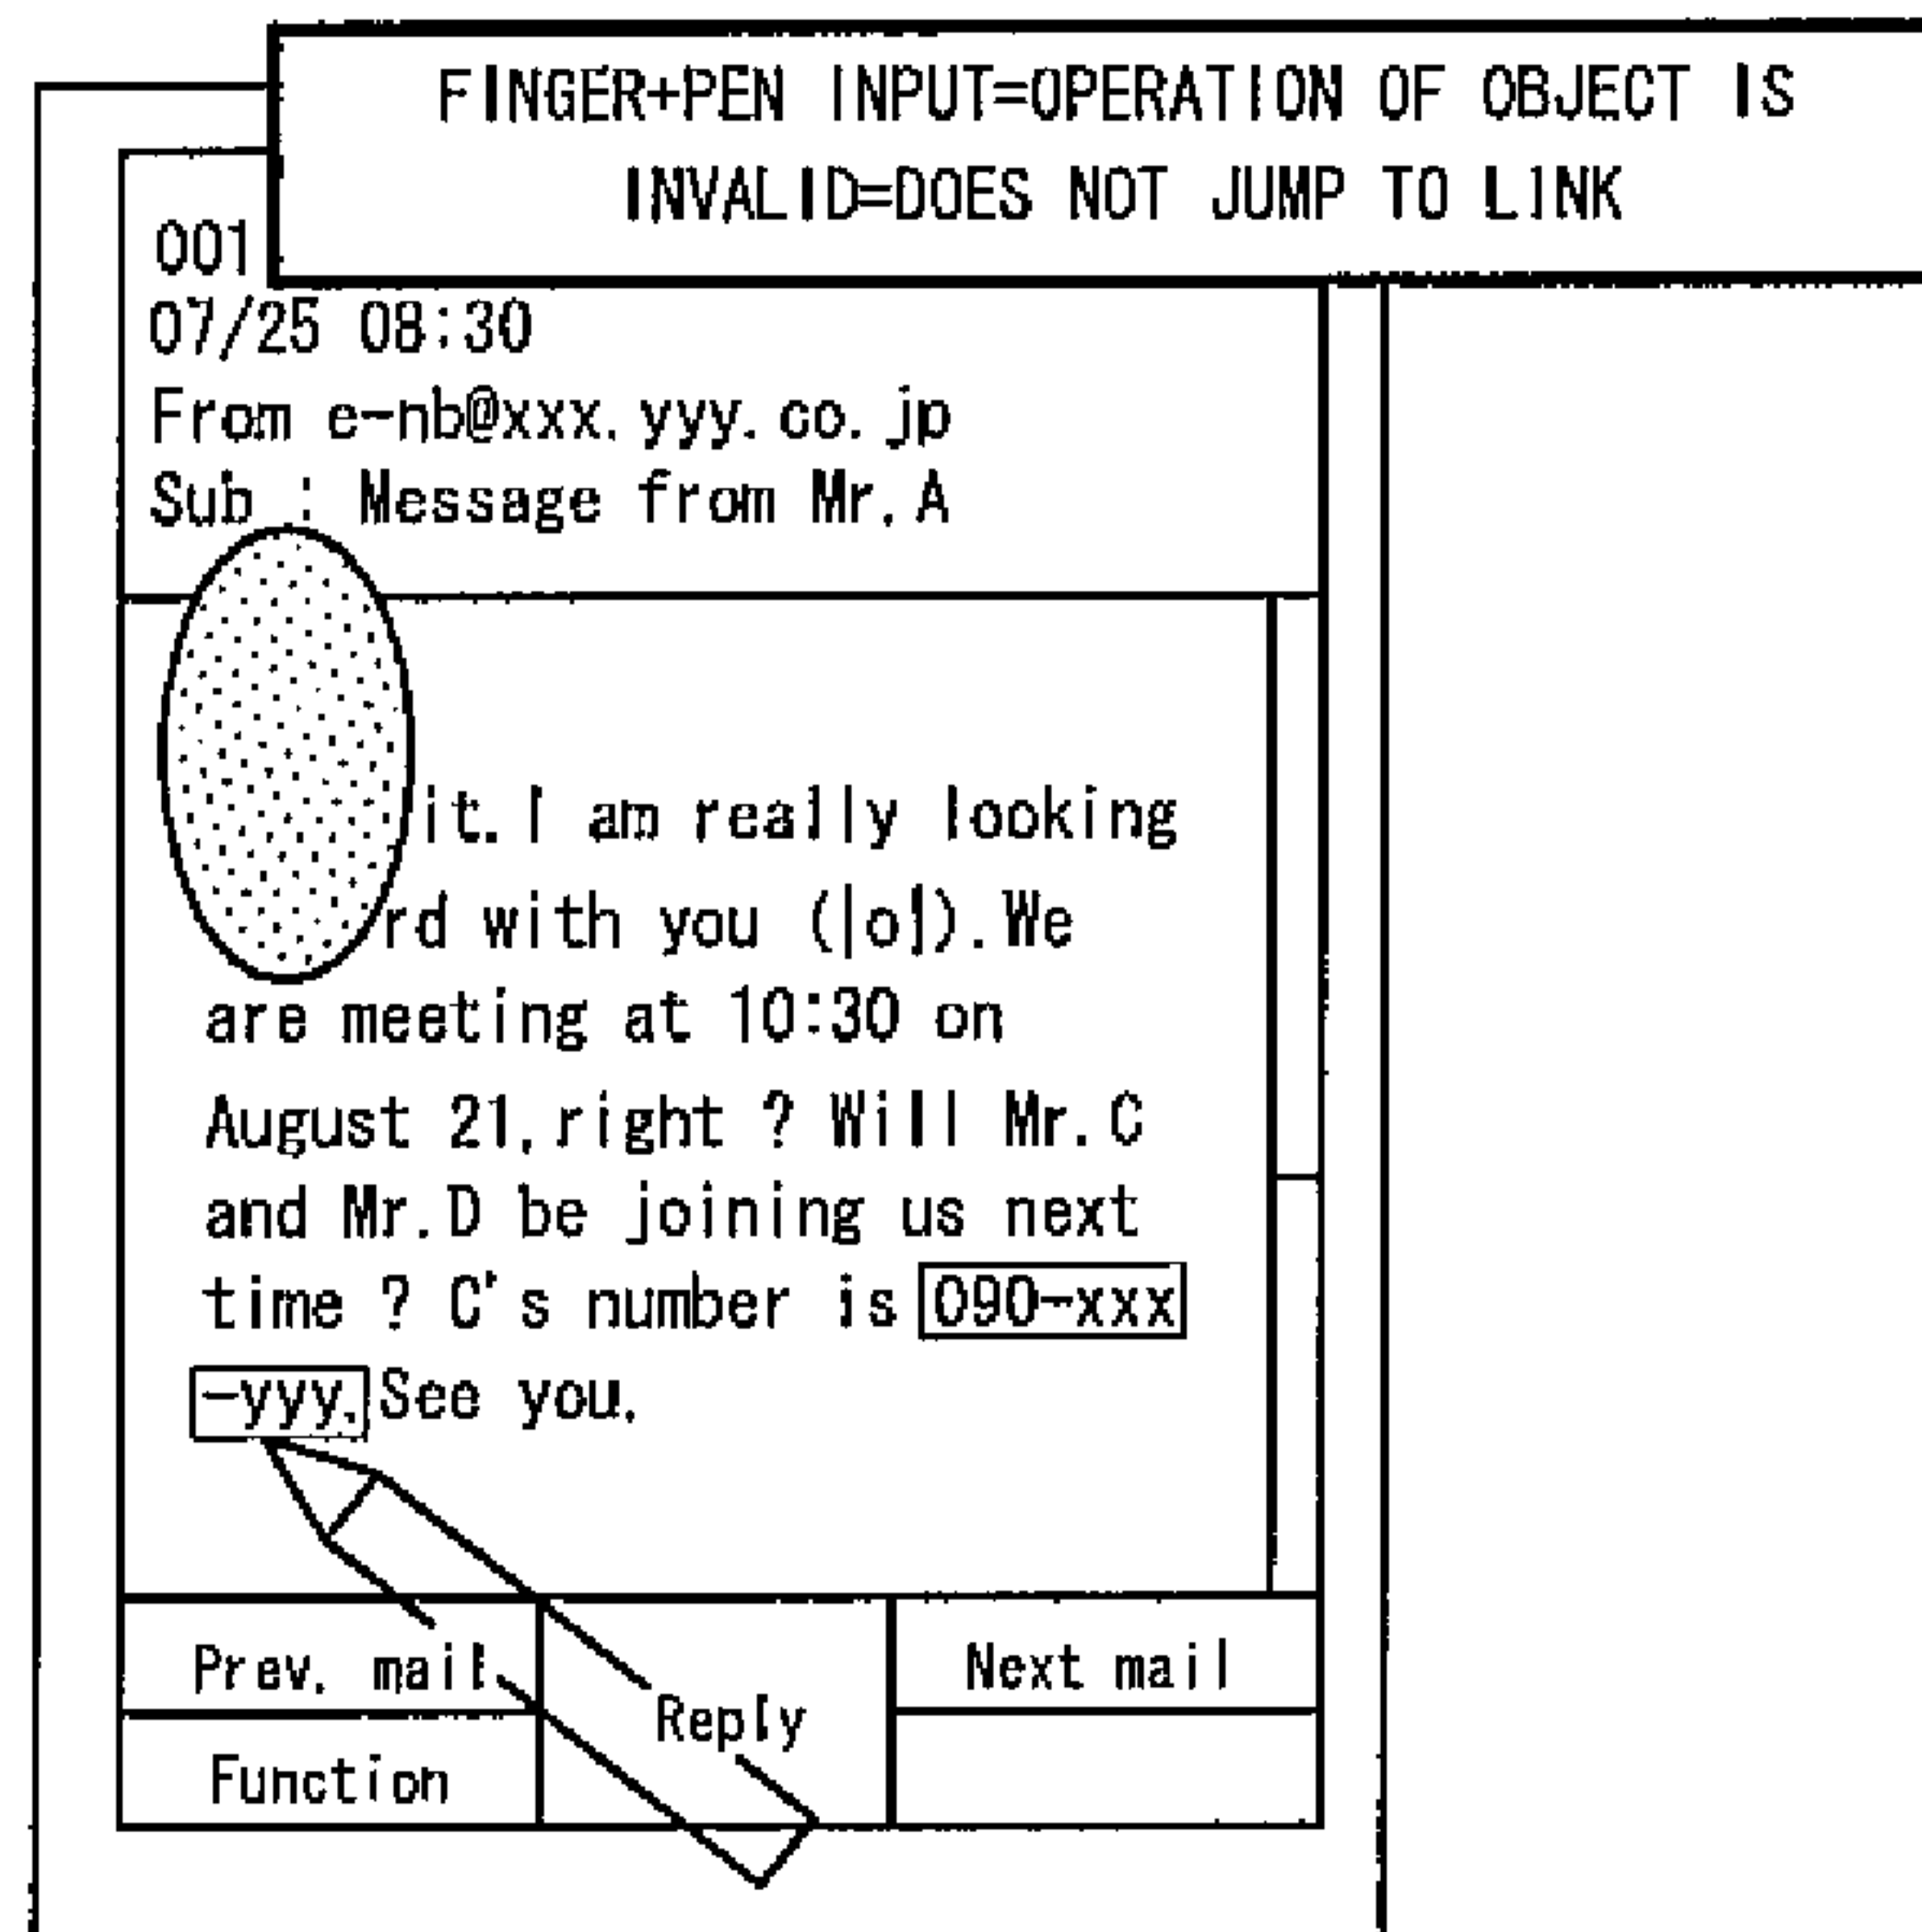 FINGER+PEN INPUT=OPERATION OF OBJECT IS
INVALID=DOES NOT JUMP TO LINK
001
07/25 08:30
From e-nb@xxx.yyy.co.jp
Sub : Message from Mr.A
it. I am really looking
rd with you (lol). We
are meeting at 10:30 on
August 21, right ? Will Mr.C
and Mr.D be joining us next
time ? C's number is 090-xxx
-yyy. See you.
Prev. mail
Reply
Next mail
Function